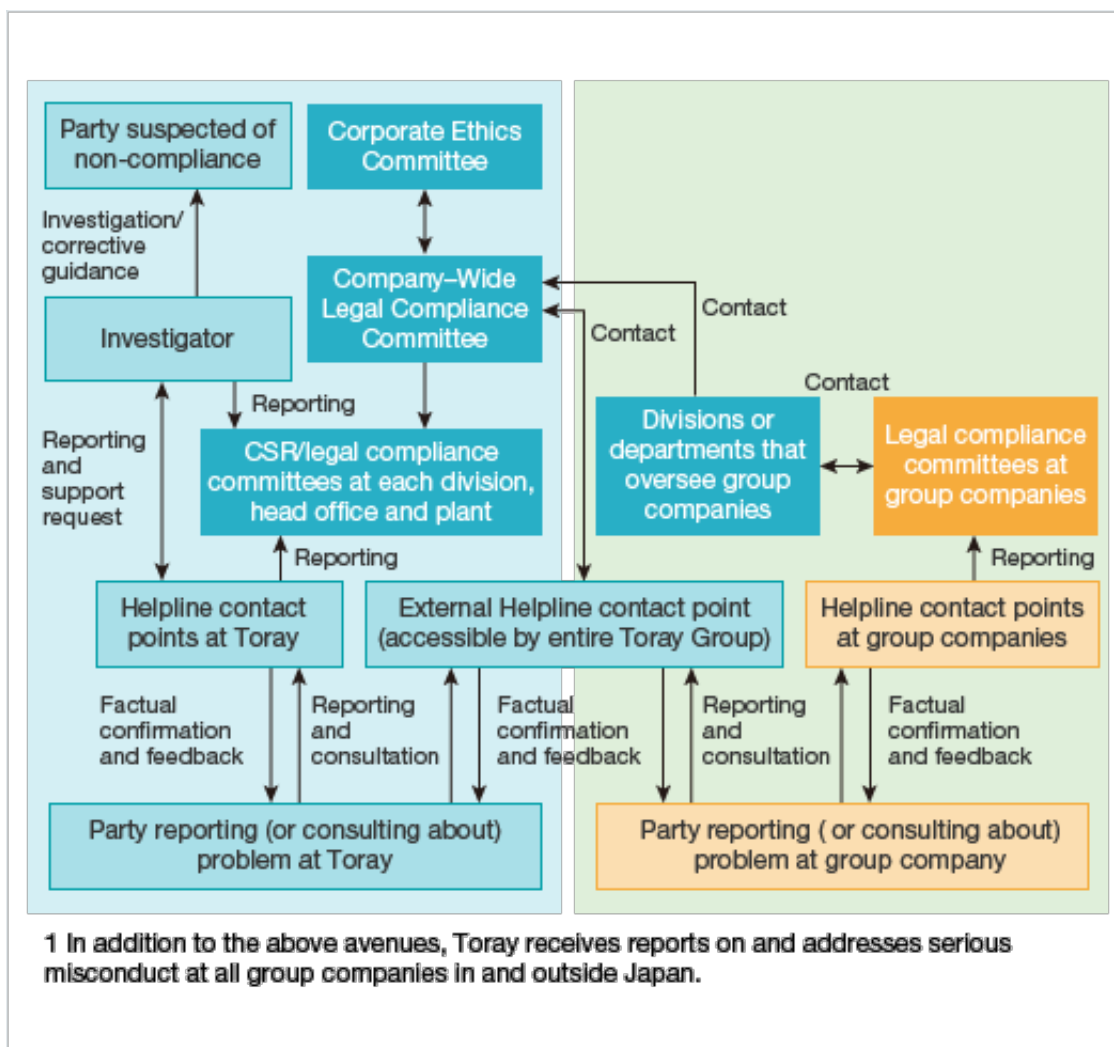 Party suspected of
non-compliance
Corporate Ethics
Committee
Investigation/
corrective
guidance
Company–Wide
Legal Compliance
Committee
Contact
Contact
Investigator
Reporting
Contact
Reporting
and
support
request
CSR/legal compliance
committees at each division,
head office and plant
Divisions or
departments that
oversee group
companies
Legal compliance
committees at
group companies
Reporting
Reporting
Helpline contact
points at Toray
External Helpline contact point
(accessible by entire Toray Group)
Helpline contact points
at group companies
Factual
confirmation
and feedback
Reporting
and
consultation
Factual
confirmation
and feedback
Reporting
and
consultation
Factual
confirmation
and feedback
Party reporting (or consulting about)
problem at Toray
Party reporting ( or consulting about)
problem at group company
1 In addition to the above avenues, Toray receives reports on and addresses serious
misconduct at all group companies in and outside Japan.